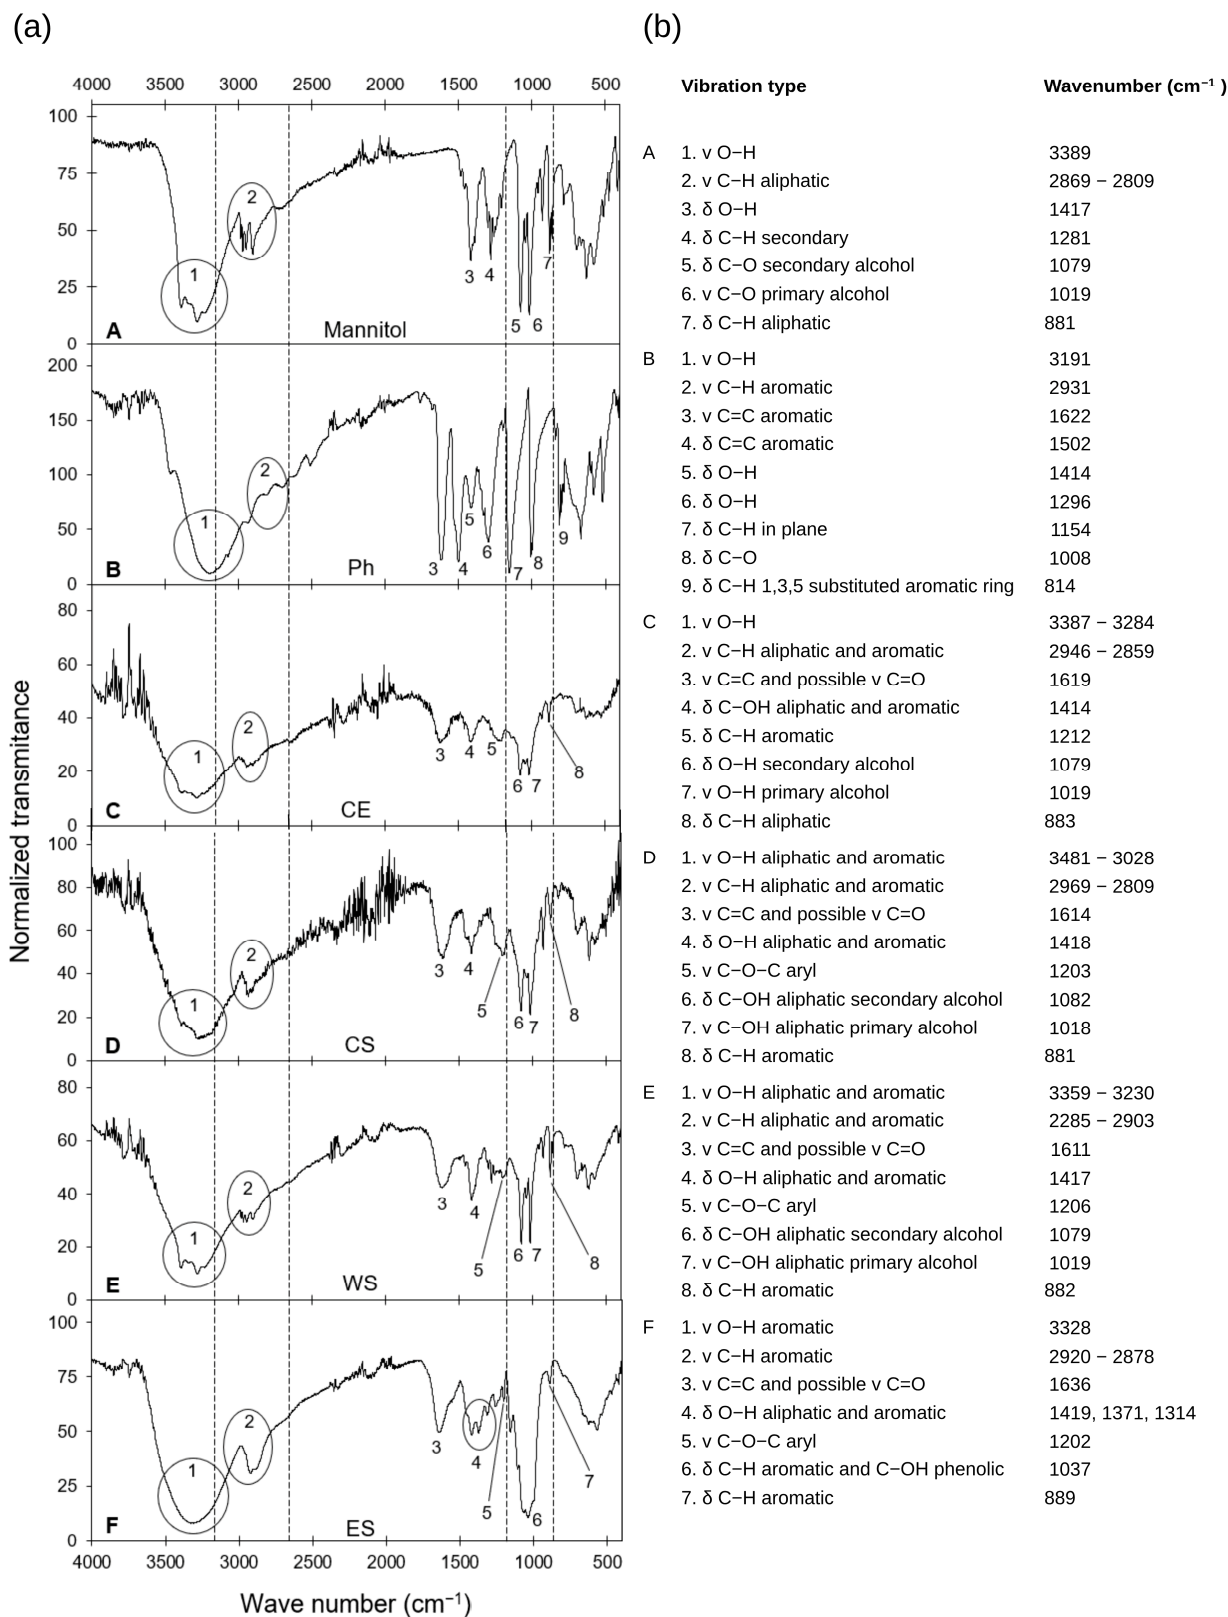 (a)
4000 3500 3000 2500 2000 1500 1000 500
Normalized transmitance
100
75
50
25
0
1
2
3
4
5
6
7
A
Mannitol
200
150
100
50
0
1
2
3
4
5
6
7
8
9
B
Ph
80
60
40
20
0
1
2
3
4
5
6
7
8
C
CE
100
80
60
40
20
0
1
2
3
4
5
6
7
8
D
CS
80
60
40
20
0
1
2
3
4
5
6
7
8
E
WS
100
75
50
25
0
1
2
3
4
5
6
7
F
ES
4000 3500 3000 2500 2000 1500 1000 500
Wave number (cm⁻¹)
(b)
Vibration type Wavenumber (cm⁻¹ )
A 1. v O−H 3389
2. v C−H aliphatic 2869 − 2809
3. δ O−H 1417
4. δ C−H secondary 1281
5. δ C−O secondary alcohol 1079
6. v C−O primary alcohol 1019
7. δ C−H aliphatic 881
B 1. v O−H 3191
2. v C−H aromatic 2931
3. v C=C aromatic 1622
4. δ C=C aromatic 1502
5. δ O−H 1414
6. δ O−H 1296
7. δ C−H in plane 1154
8. δ C−O 1008
9. δ C−H 1,3,5 substituted aromatic ring 814
C 1. v O−H 3387 − 3284
2. v C−H aliphatic and aromatic 2946 − 2859
3. v C=C and possible v C=O 1619
4. δ C−OH aliphatic and aromatic 1414
5. δ C−H aromatic 1212
6. δ O−H secondary alcohol 1079
7. v O−H primary alcohol 1019
8. δ C−H aliphatic 883
D 1. v O−H aliphatic and aromatic 3481 − 3028
2. v C−H aliphatic and aromatic 2969 − 2809
3. v C=C and possible v C=O 1614
4. δ O−H aliphatic and aromatic 1418
5. v C−O−C aryl 1203
6. δ C−OH aliphatic secondary alcohol 1082
7. v C−OH aliphatic primary alcohol 1018
8. δ C−H aromatic 881
E 1. v O−H aliphatic and aromatic 3359 − 3230
2. v C−H aliphatic and aromatic 2285 − 2903
3. v C=C and possible v C=O 1611
4. δ O−H aliphatic and aromatic 1417
5. v C−O−C aryl 1206
6. δ C−OH aliphatic secondary alcohol 1079
7. v C−OH aliphatic primary alcohol 1019
8. δ C−H aromatic 882
F 1. v O−H aromatic 3328
2. v C−H aromatic 2920 − 2878
3. v C=C and possible v C=O 1636
4. δ O−H aliphatic and aromatic 1419, 1371, 1314
5. v C−O−C aryl 1202
6. δ C−H aromatic and C−OH phenolic 1037
7. δ C−H aromatic 889